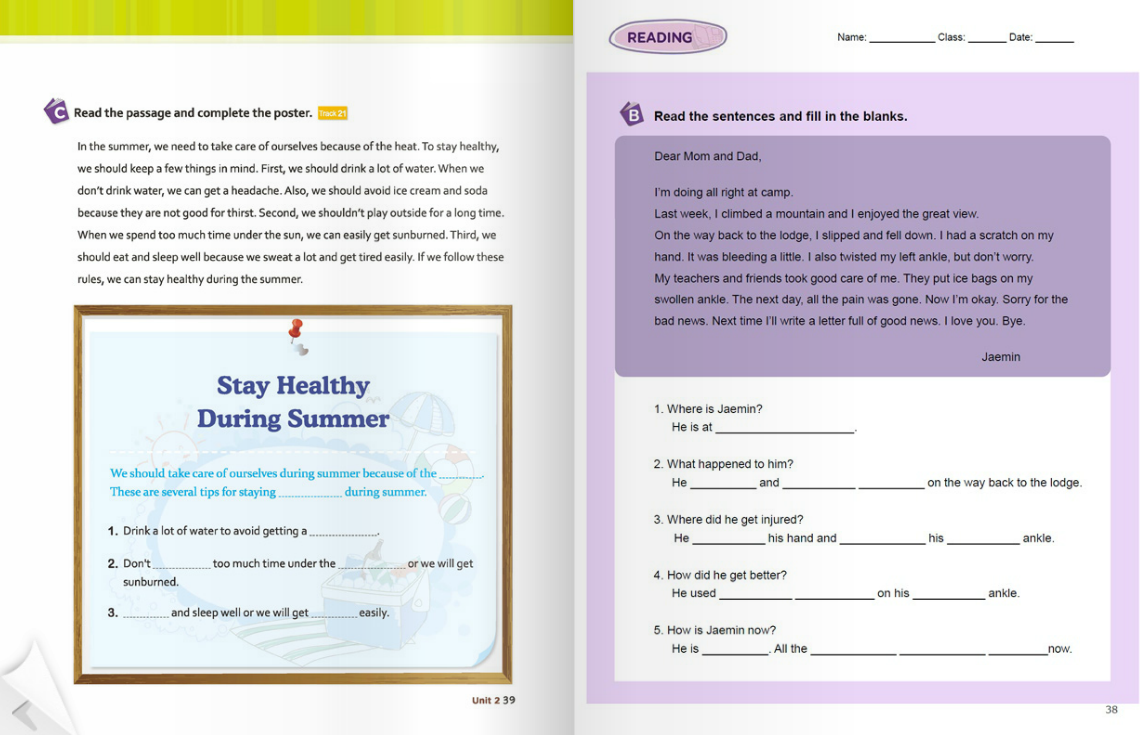 C Read the passage and complete the poster. Track 21
In the summer, we need to take care of ourselves because of the heat. To stay healthy,
we should keep a few things in mind. First, we should drink a lot of water. When we
don't drink water, we can get a headache. Also, we should avoid ice cream and soda
because they are not good for thirst. Second, we shouldn't play outside for a long time.
When we spend too much time under the sun, we can easily get sunburned. Third, we
should eat and sleep well because we sweat a lot and get tired easily. If we follow these
rules, we can stay healthy during the summer.
Stay Healthy
During Summer
We should take care of ourselves during summer because of the ________.
These are several tips for staying ________ during summer.
1. Drink a lot of water to avoid getting a ________.
2. Don't ________ too much time under the ________ or we will get
sunburned.
3. ________ and sleep well or we will get ________ easily.
Unit 2 39
READING
Name: ________ Class: ________ Date: ________
B Read the sentences and fill in the blanks.
Dear Mom and Dad,
I'm doing all right at camp.
Last week, I climbed a mountain and I enjoyed the great view.
On the way back to the lodge, I slipped and fell down. I had a scratch on my
hand. It was bleeding a little. I also twisted my left ankle, but don't worry.
My teachers and friends took good care of me. They put ice bags on my
swollen ankle. The next day, all the pain was gone. Now I'm okay. Sorry for the
bad news. Next time I'll write a letter full of good news. I love you. Bye.
Jaemin
1. Where is Jaemin?
He is at ________.
2. What happened to him?
He ________ and ________ ________ on the way back to the lodge.
3. Where did he get injured?
He ________ his hand and ________ his ________ ankle.
4. How did he get better?
He used ________ ________ on his ________ ankle.
5. How is Jaemin now?
He is ________. All the ________ ________ ________ now.
38